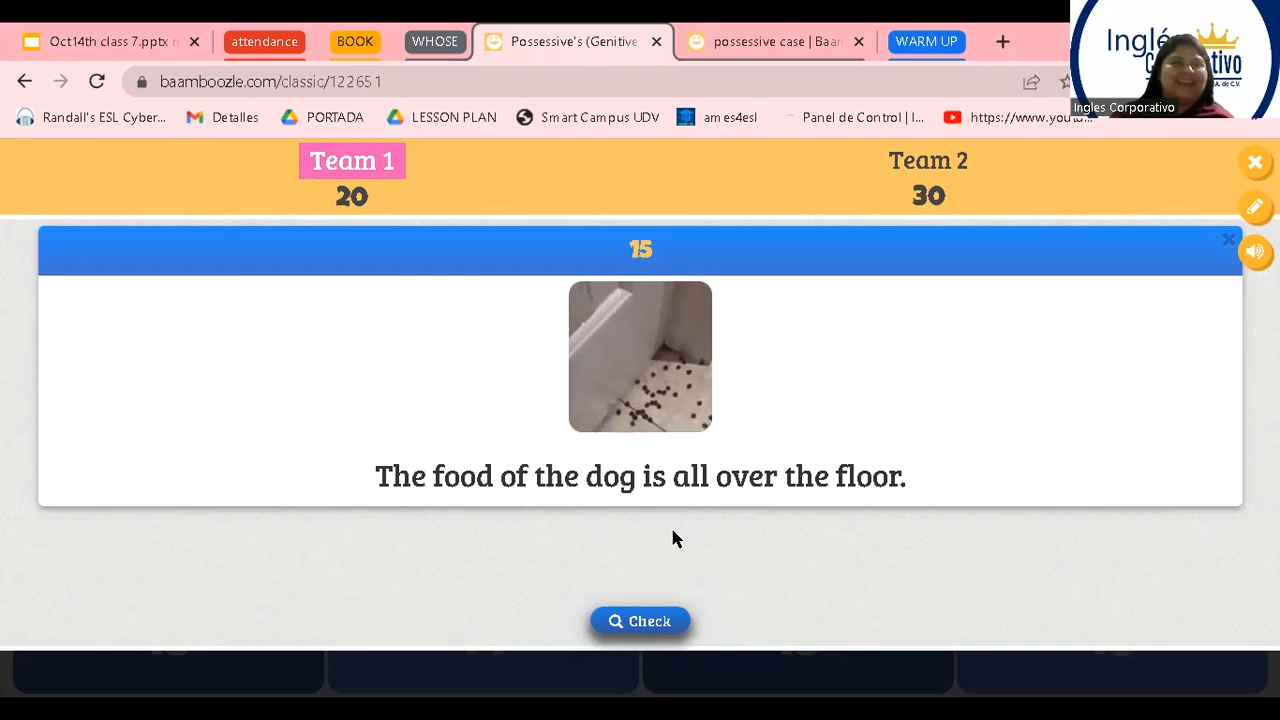 Oct14th class 7.pptx
attendance
BOOK
WHOSE
Possessive's (Genitive
possessive case | Baam
WARM UP
baamboozle.com/classic/122651
Randall's ESL Cyber...
Detalles
PORTADA
LESSON PLAN
Smart Campus UDV
ames4esl
Panel de Control | I...
https://www.yout
Ingles Corporativo
Team 1
20
Team 2
30
15
The food of the dog is all over the floor.
Check